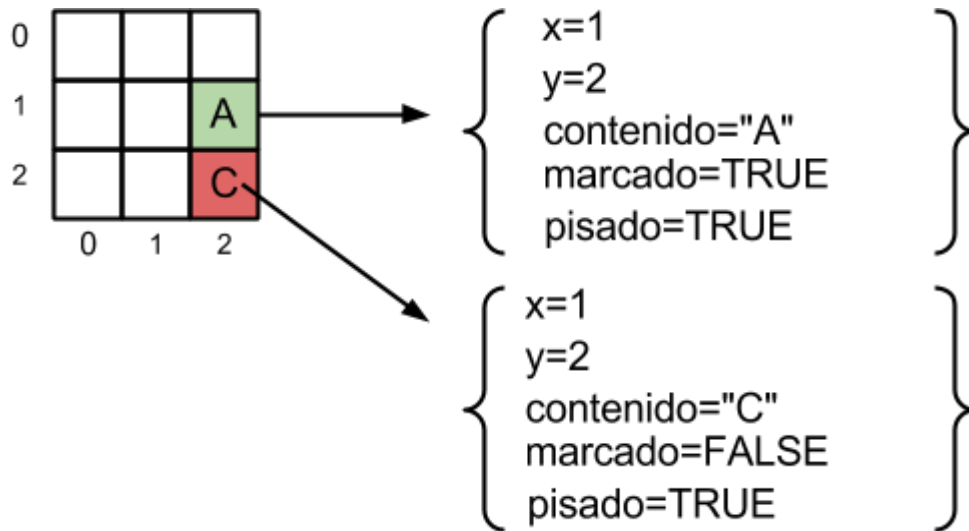 0
1
A
2
C
0 1 2
x=1
y=2
contenido="A"
marcado=TRUE
pisado=TRUE
x=1
y=2
contenido="C"
marcado=FALSE
pisado=TRUE